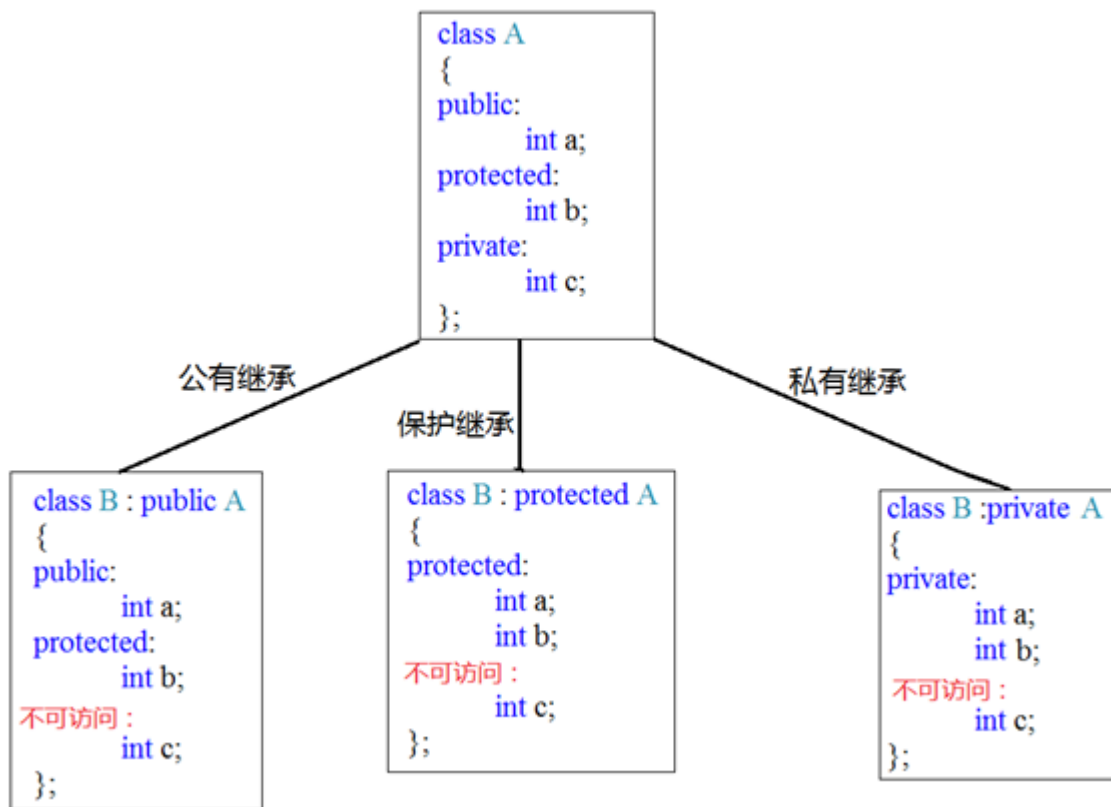 class A
{
public:
int a;
protected:
int b;
private:
int c;
};
公有继承
保护继承
私有继承
class B : public A
{
public:
int a;
protected:
int b;
不可访问：
int c;
};
class B : protected A
{
protected:
int a;
int b;
不可访问：
int c;
};
class B :private A
{
private:
int a;
int b;
不可访问：
int c;
};